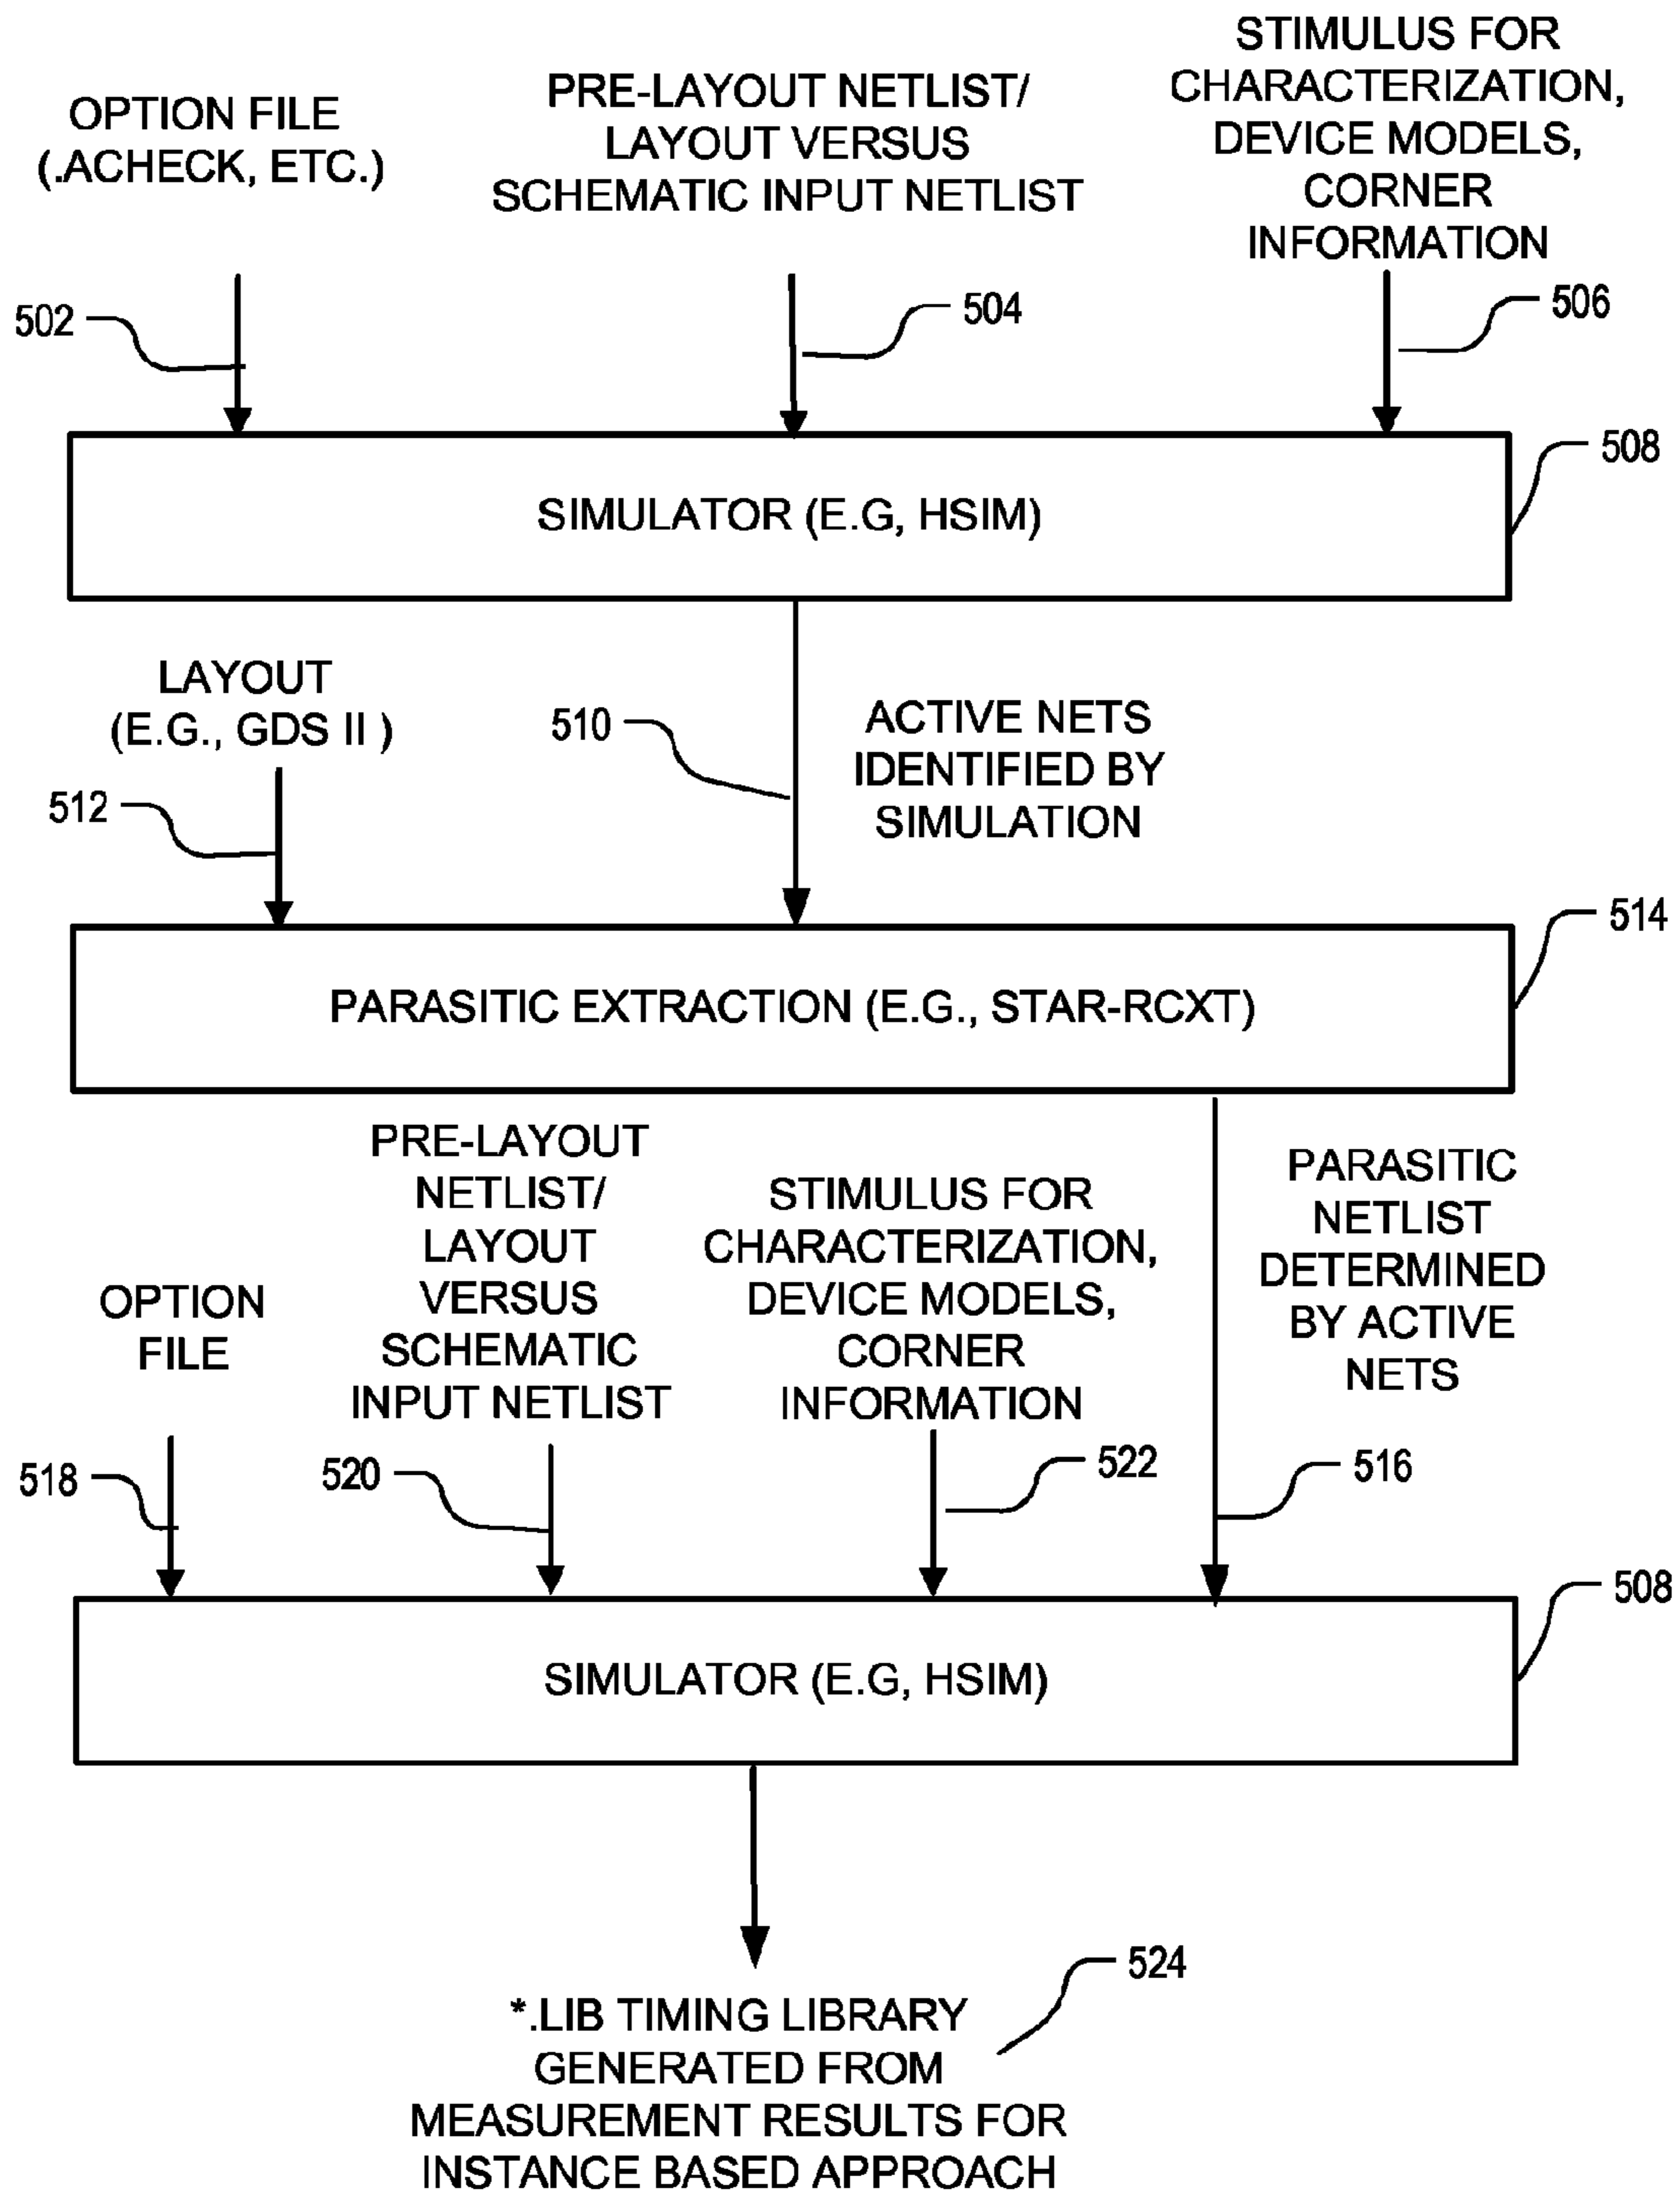 OPTION FILE
(.ACHECK, ETC.)
PRE-LAYOUT NETLIST/
LAYOUT VERSUS
SCHEMATIC INPUT NETLIST
STIMULUS FOR
CHARACTERIZATION,
DEVICE MODELS,
CORNER
INFORMATION
502
504
506
508
SIMULATOR (E.G, HSIM)
LAYOUT
(E.G., GDS II )
510
ACTIVE NETS
IDENTIFIED BY
SIMULATION
512
514
PARASITIC EXTRACTION (E.G., STAR-RCXT)
OPTION
FILE
PRE-LAYOUT
NETLIST/
LAYOUT
VERSUS
SCHEMATIC
INPUT NETLIST
STIMULUS FOR
CHARACTERIZATION,
DEVICE MODELS,
CORNER
INFORMATION
PARASITIC
NETLIST
DETERMINED
BY ACTIVE
NETS
518
520
522
516
508
SIMULATOR (E.G, HSIM)
524
*.LIB TIMING LIBRARY
GENERATED FROM
MEASUREMENT RESULTS FOR
INSTANCE BASED APPROACH